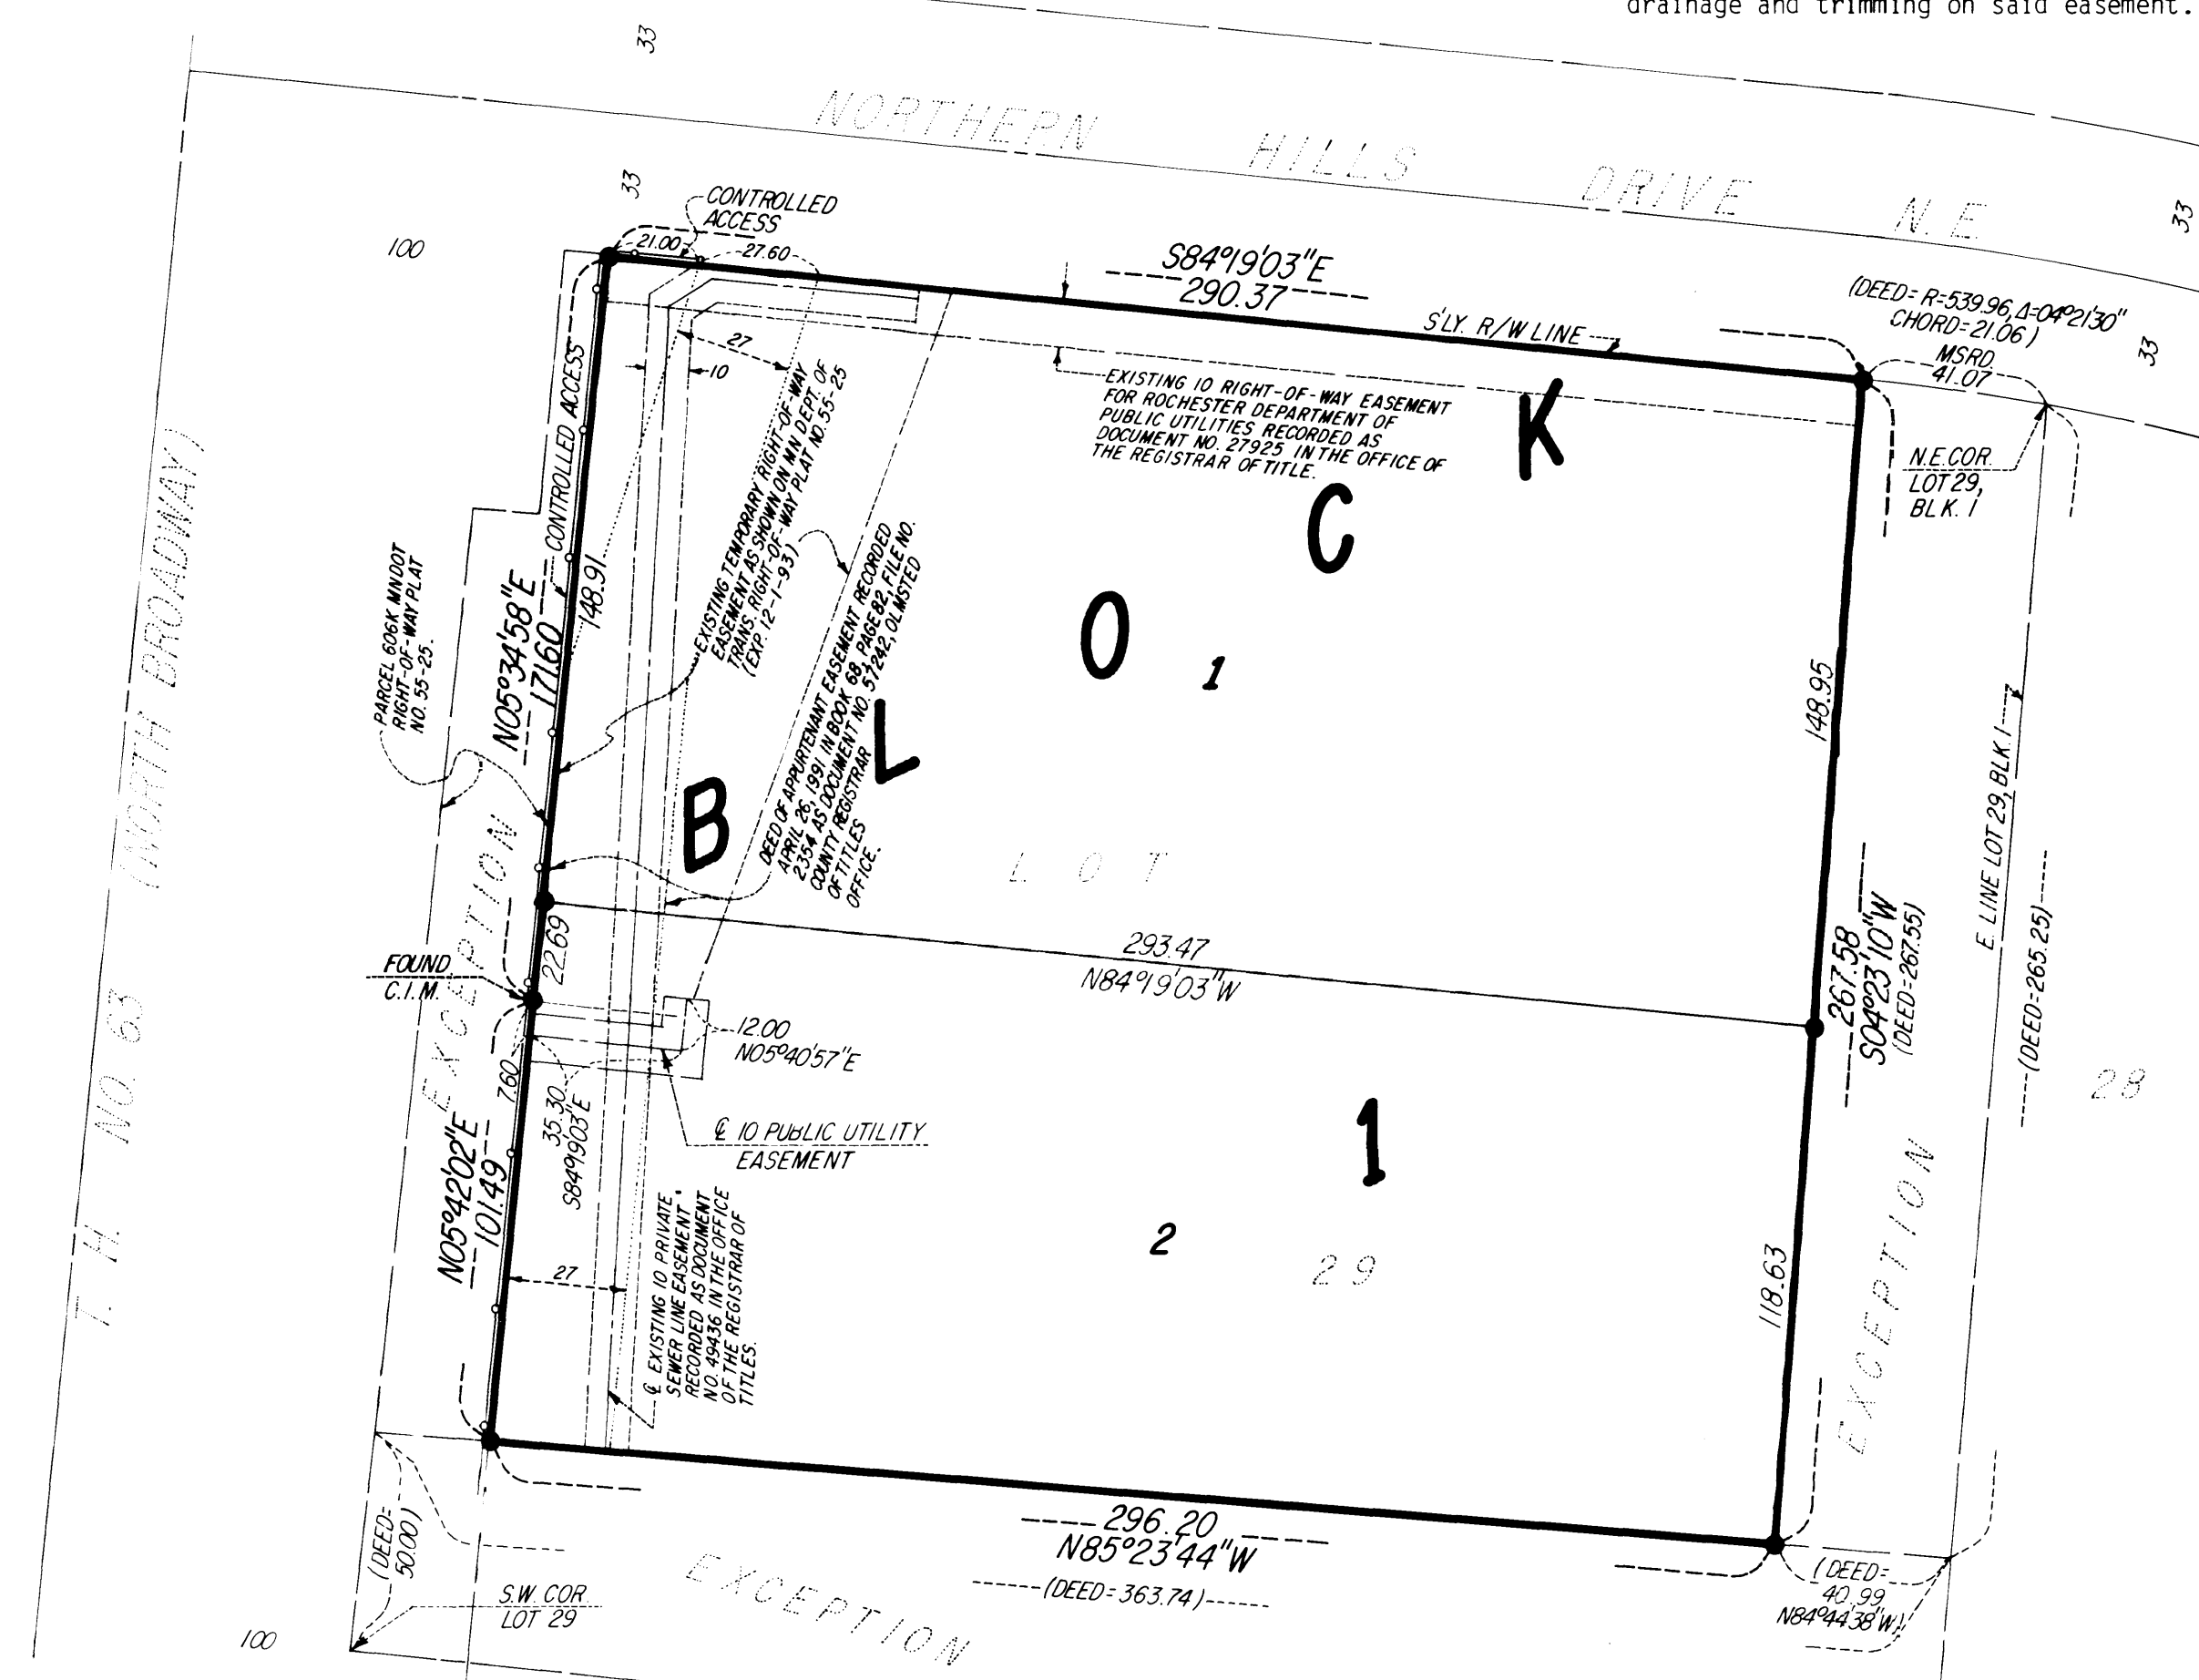 drainage and trimming on said easement.
33
NORTHERN HILLS DRIVE N.E.
33
33
33
100
CONTROLLED
ACCESS
21.00
27.60
S84°19'03"E
290.37
S'LY. R/W LINE
(DEED= R=539.96, Δ=04°21'30"
CHORD=21.06)
MSRD.
41.07
N.E. COR.
LOT 29,
BLK. 1
27
10
EXISTING 10 RIGHT-OF-WAY EASEMENT
FOR ROCHESTER DEPARTMENT OF
PUBLIC UTILITIES RECORDED AS
DOCUMENT NO. 27925 IN THE OFFICE OF
THE REGISTRAR OF TITLE.
CONTROLLED ACCESS
148.91
N05°34'58"E
171.60
PARCEL 606K MNDOT
RIGHT-OF-WAY PLAT
NO. 55-25.
EXISTING TEMPORARY RIGHT-OF-WAY
EASEMENT AS SHOWN ON MN DEPT. OF
TRANS. RIGHT-OF-WAY PLAT NO. 55-25
(EXP. 12-1-93)
DEED OF APPURTENANT EASEMENT RECORDED
APRIL 26, 1991 IN BOOK 68, PAGE 82, FILE NO.
2354 AS DOCUMENT NO. 57242, OLMSTED
COUNTY REGISTRAR
OF TITLES
OFFICE.
BLOCK 1
1
LOT
29
2
28
148.95
E. LINE LOT 29, BLK. 1
(DEED=265.25)
267.58
S04°23'10"W
(DEED=267.55)
T. H. NO. 63 (NORTH BROADWAY)
EXCEPTION
FOUND
C.I.M.
22.69
293.47
N84°19'03"W
12.00
N05°40'57"E
7.60
35.30
S84°19'03"E
℄ 10 PUBLIC UTILITY
EASEMENT
N05°42'02"E
101.49
27
℄ EXISTING 10 PRIVATE
SEWER LINE EASEMENT
RECORDED AS DOCUMENT
NO. 49436 IN THE OFFICE
OF THE REGISTRAR OF
TITLES.
118.63
EXCEPTION
296.20
N85°23'44"W
(DEED=363.74)
(DEED=
50.00)
S.W. COR.
LOT 29
EXCEPTION
(DEED=
40.99
N84°44'38"W)
100